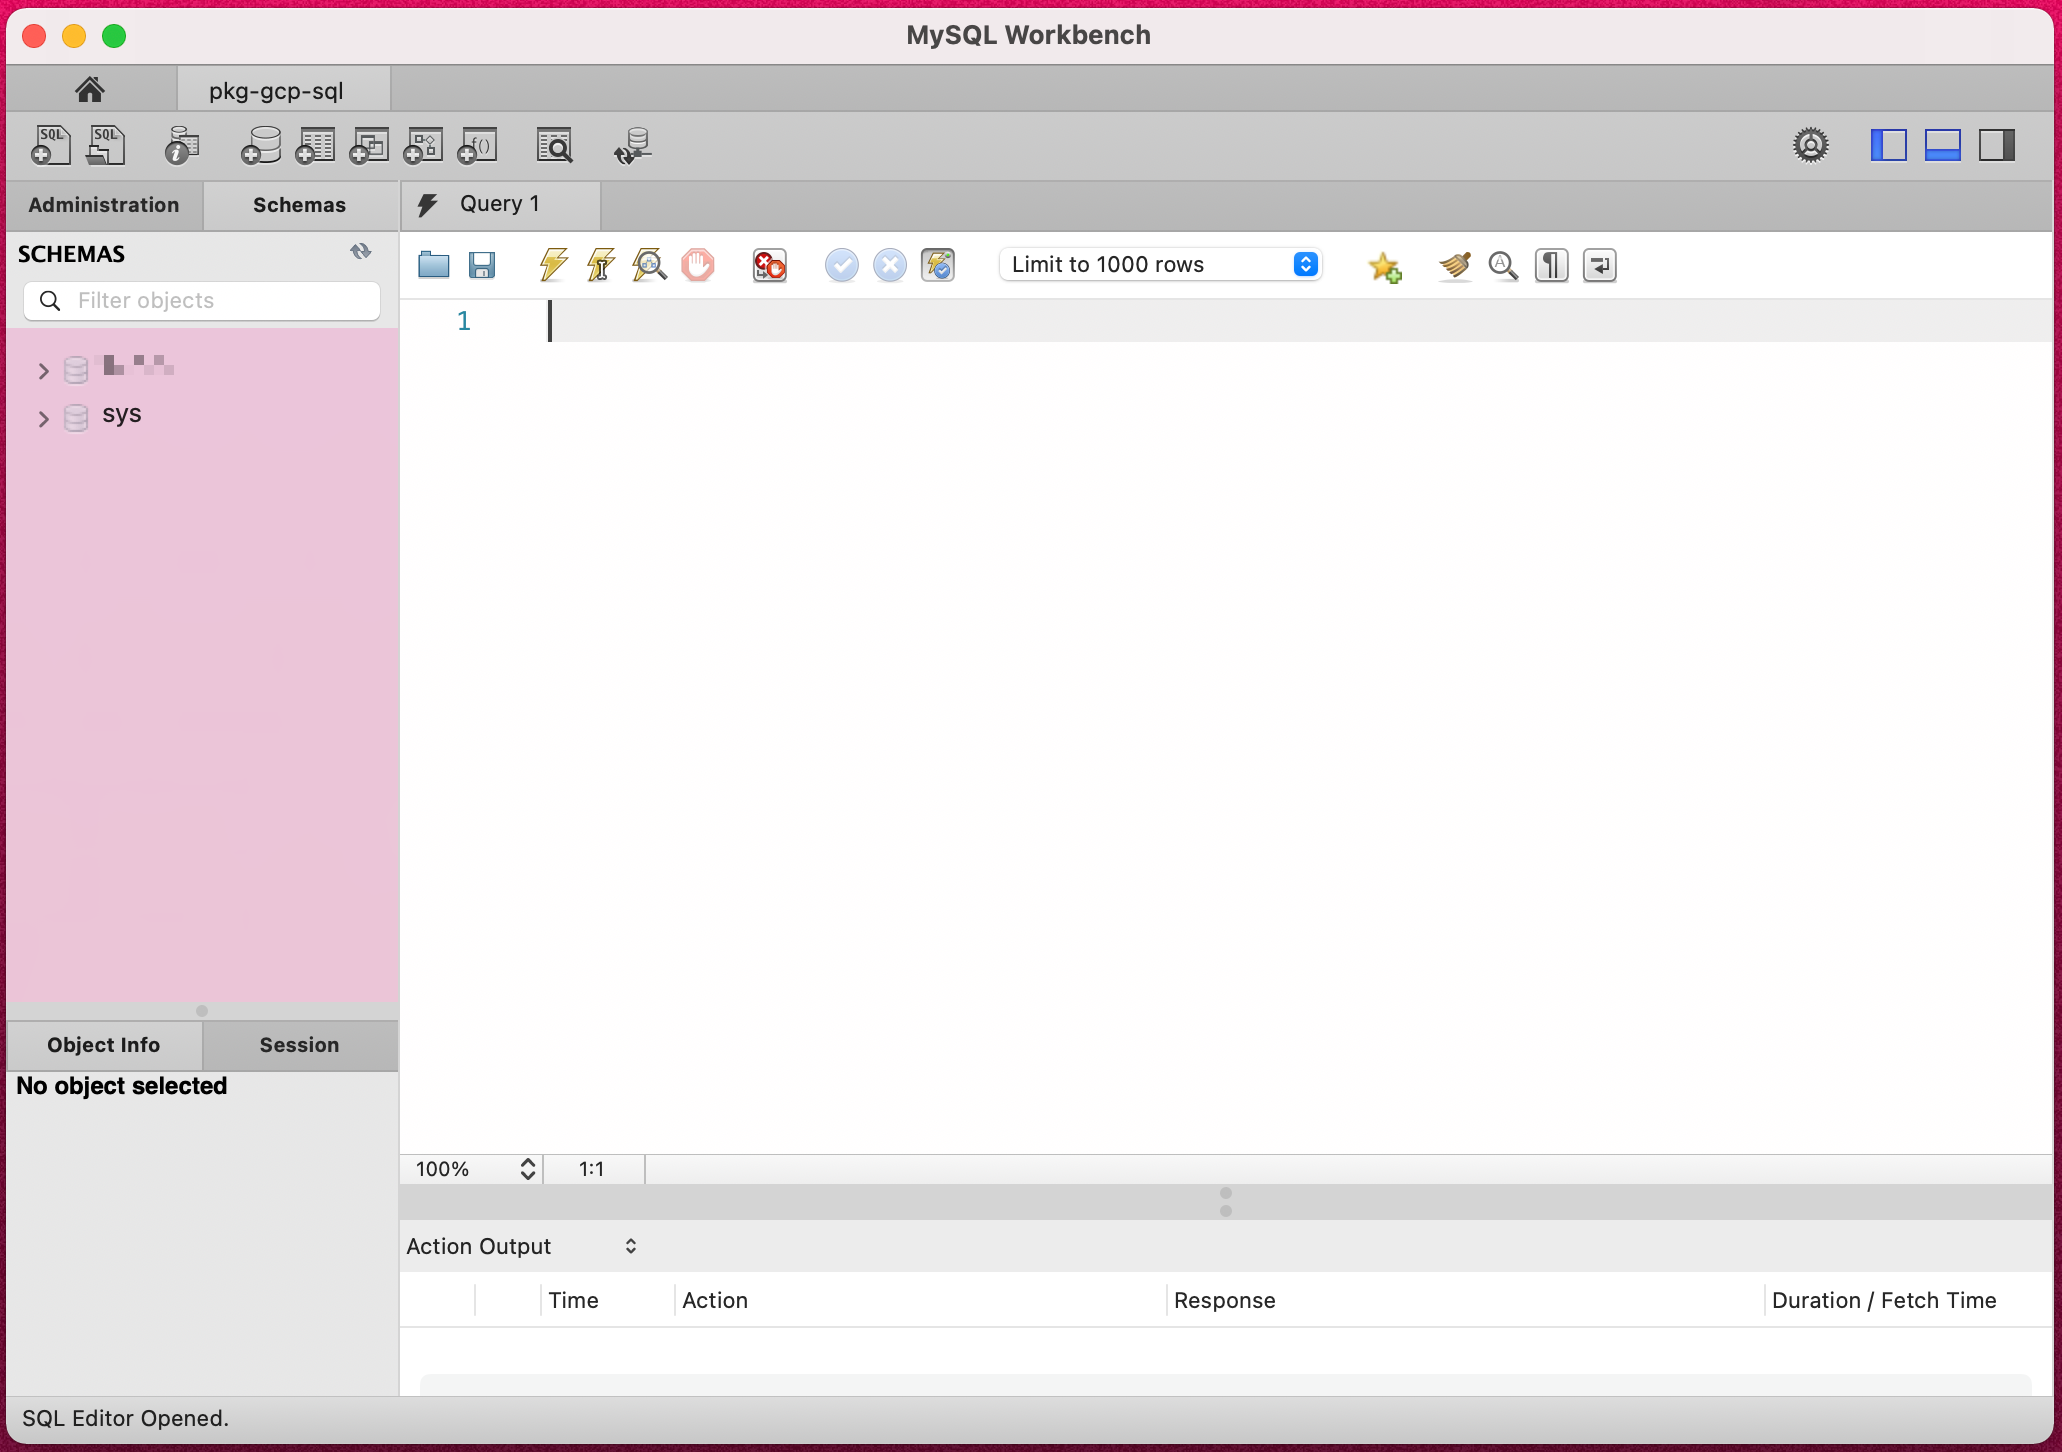 MySQL Workbench
pkg-gcp-sql
SQL SQL
Administration Schemas Query 1
SCHEMAS
Limit to 1000 rows
Filter objects
1
sys
Object Info Session
No object selected
100% 1:1
Action Output
Time Action Response Duration / Fetch Time
SQL Editor Opened.